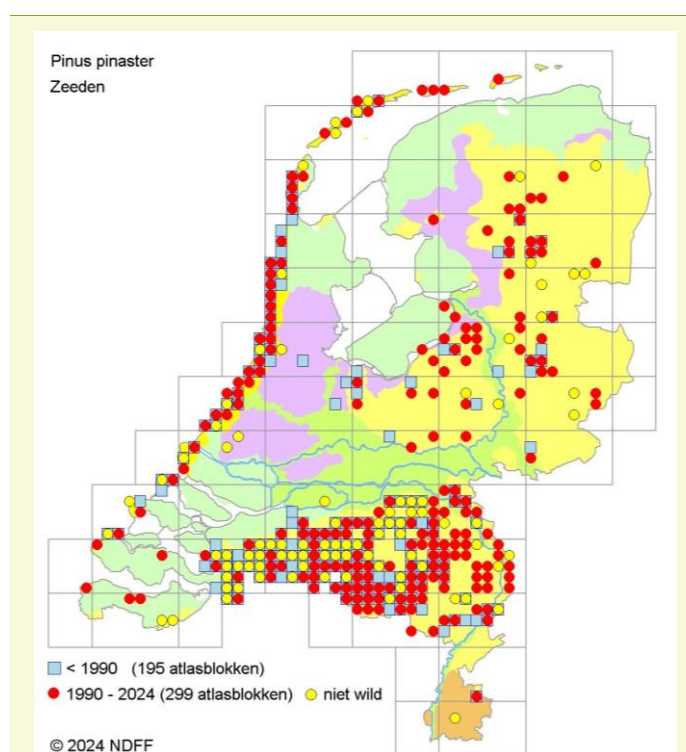 Pinus pinaster
Zeeden
< 1990 (195 atlasblokken)
1990 - 2024 (299 atlasblokken) niet wild
© 2024 NDFF